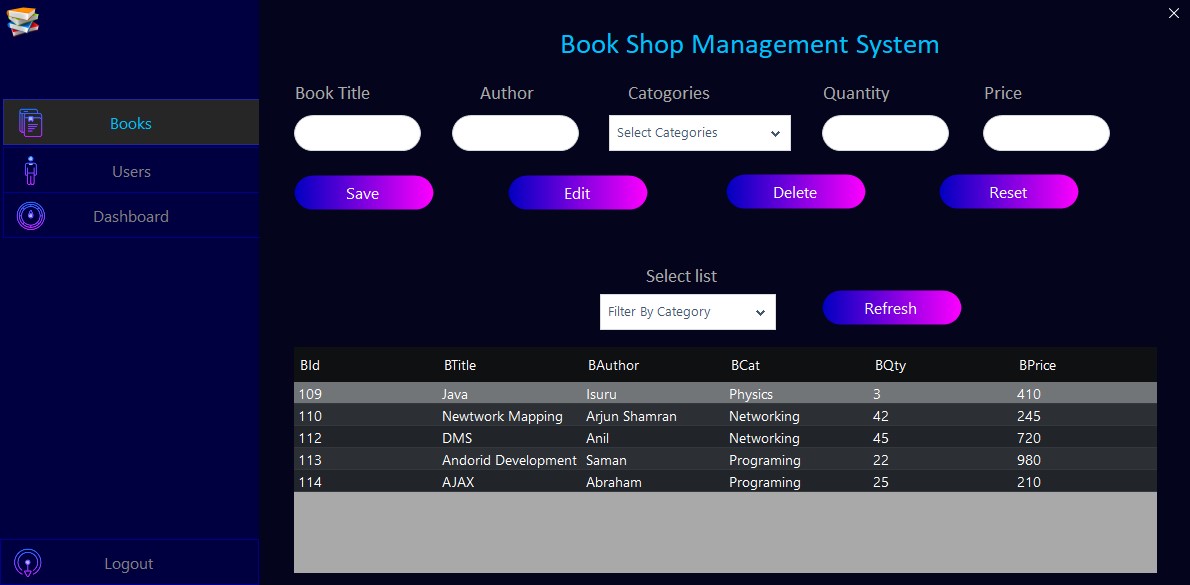 Book Shop Management System
Book Title Author Catogories Quantity Price
Select Categories
Books
Users
Dashboard
Save Edit Delete Reset
Select list
Filter By Category Refresh
BId BTitle BAuthor BCat BQty BPrice
109 Java Isuru Physics 3 410
110 Newtwork Mapping Arjun Shamran Networking 42 245
112 DMS Anil Networking 45 720
113 Andorid Development Saman Programing 22 980
114 AJAX Abraham Programing 25 210
Logout